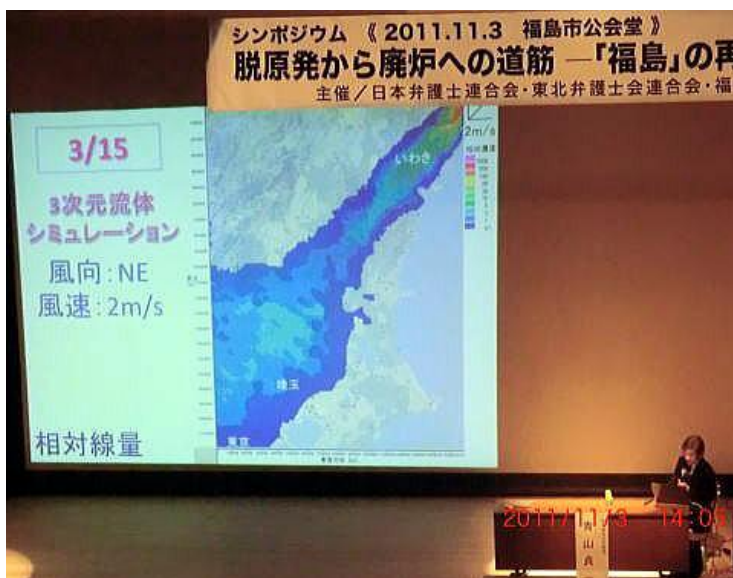 シンポジウム 《 2011.11.3 福島市公会堂 》
脱原発から廃炉への道筋 ―「福島」の再
主催／日本弁護士連合会・東北弁護士会連合会・福
3/15
3次元流体
シミュレーション
風向:NE
風速:2m/s
相対線量
いわき
埼玉
東京
2m/s
青山貞
2011/11/3 14:05